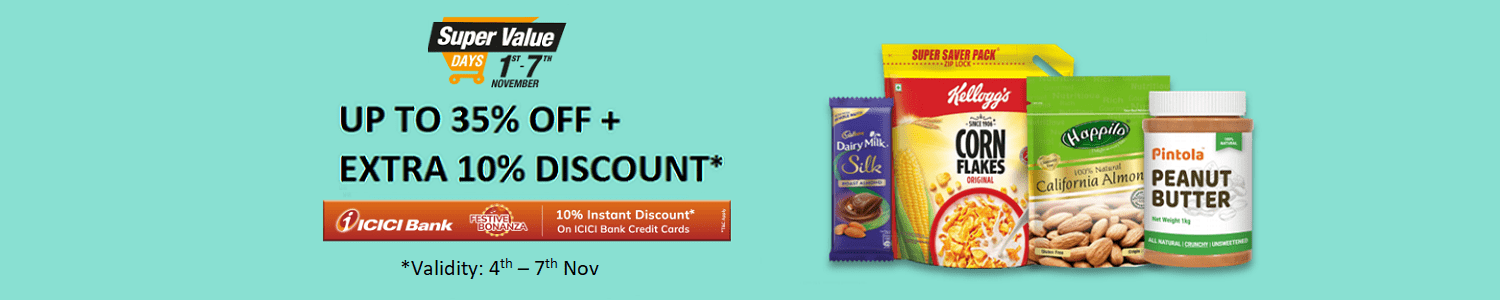 Super Value
DAYS 1ST - 7TH
NOVEMBER
UP TO 35% OFF +
EXTRA 10% DISCOUNT*
ICICI Bank
FESTIVE
BONANZA
10% Instant Discount*
On ICICI Bank Credit Cards
*T&C Apply
*Validity: 4th – 7th Nov
Cadbury
Dairy Milk
Silk
SUPER SAVER PACK*
ZIP LOCK
Kellogg's
SINCE 1906
CORN
FLAKES
ORIGINAL
Happilo
100% Natural
California Almon
Gluten Free
100%
NATURAL
Pintola
PEANUT
BUTTER
Net Weight 1kg
ALL NATURAL | CRUNCHY | UNSWEETENED